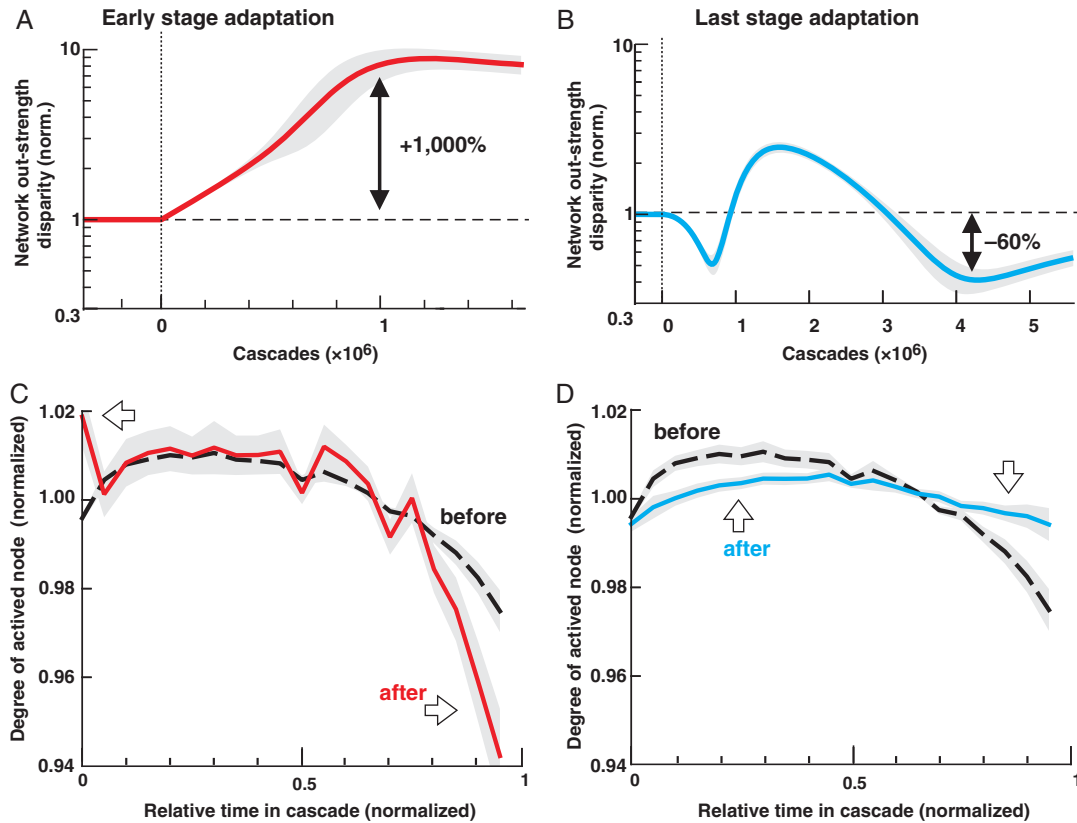 A
Early stage adaptation
Network out-strength
disparity (norm.)
10
1
0.3
+1,000%
0
1
Cascades (×10⁶)
B
Last stage adaptation
Network out-strength
disparity (norm.)
10
1
0.3
–60%
0
1
2
3
4
5
Cascades (×10⁶)
C
Degree of actived node (normalized)
1.02
1.00
0.98
0.96
0.94
before
after
0
0.5
1
Relative time in cascade (normalized)
D
Degree of actived node (normalized)
1.02
1.00
0.98
0.96
0.94
before
after
0
0.5
1
Relative time in cascade (normalized)